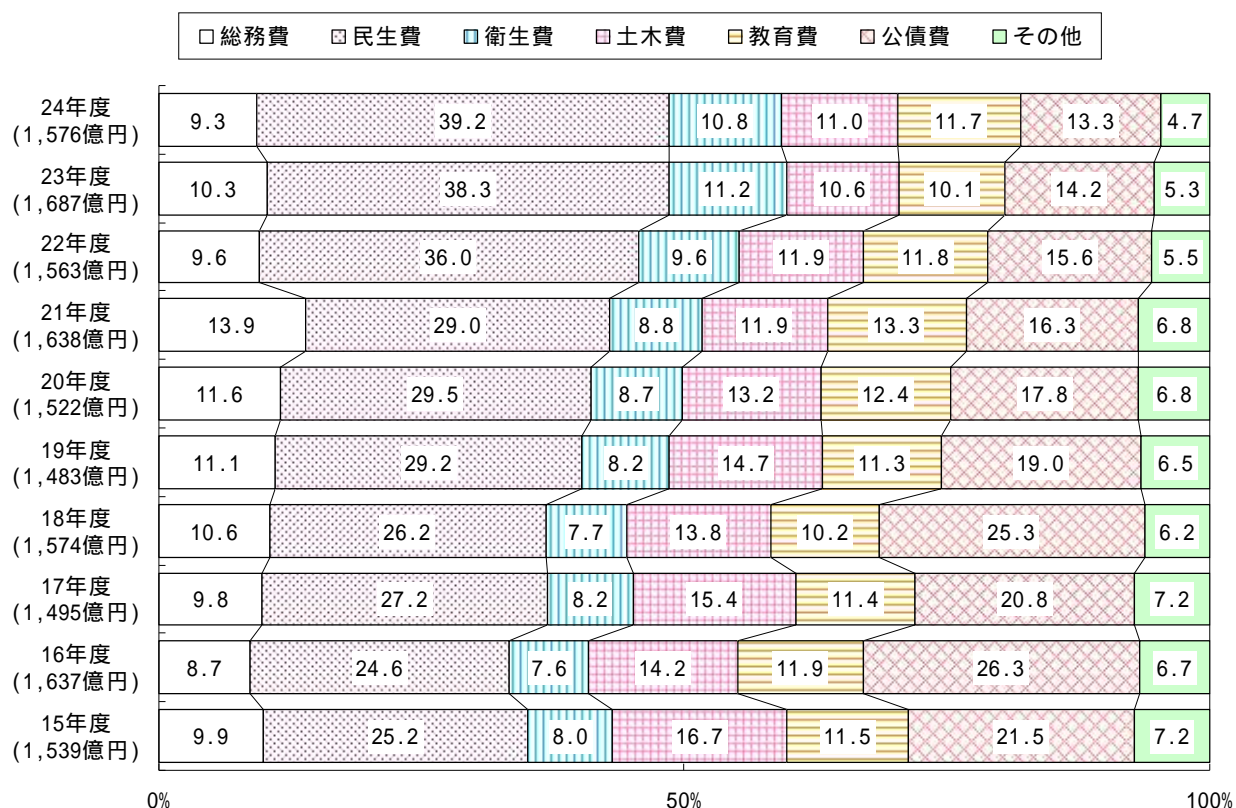 総務費 民生費 衛生費 土木費 教育費 公債費 その他
24年度
(1,576億円)
9.3 39.2 10.8 11.0 11.7 13.3 4.7
23年度
(1,687億円)
10.3 38.3 11.2 10.6 10.1 14.2 5.3
22年度
(1,563億円)
9.6 36.0 9.6 11.9 11.8 15.6 5.5
21年度
(1,638億円)
13.9 29.0 8.8 11.9 13.3 16.3 6.8
20年度
(1,522億円)
11.6 29.5 8.7 13.2 12.4 17.8 6.8
19年度
(1,483億円)
11.1 29.2 8.2 14.7 11.3 19.0 6.5
18年度
(1,574億円)
10.6 26.2 7.7 13.8 10.2 25.3 6.2
17年度
(1,495億円)
9.8 27.2 8.2 15.4 11.4 20.8 7.2
16年度
(1,637億円)
8.7 24.6 7.6 14.2 11.9 26.3 6.7
15年度
(1,539億円)
9.9 25.2 8.0 16.7 11.5 21.5 7.2
0% 50% 100%